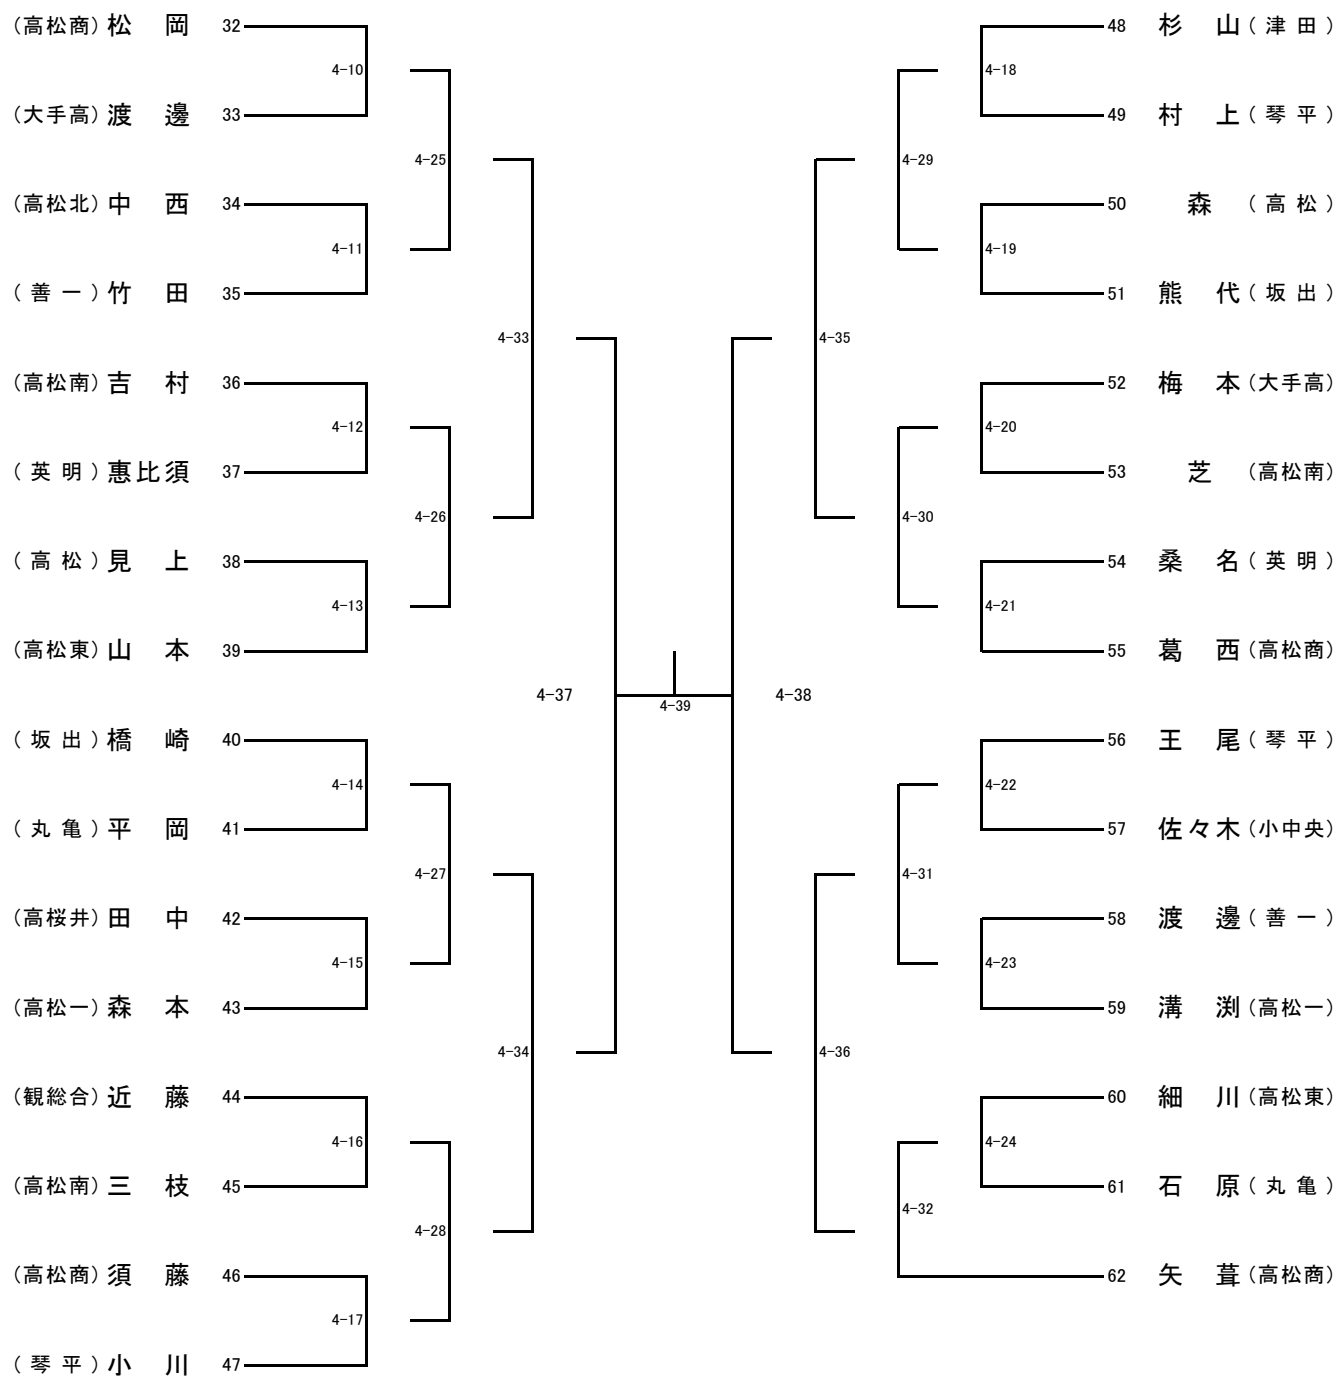 (高松商) 松岡 32
4-10
(大手高) 渡邊 33
4-25
(高松北) 中西 34
4-11
(善一) 竹田 35
4-33
(高松南) 吉村 36
4-12
(英明) 惠比須 37
4-26
(高松) 見上 38
4-13
(高松東) 山本 39
4-37
(坂出) 橋崎 40
4-14
(丸亀) 平岡 41
4-27
(高桜井) 田中 42
4-15
(高松一) 森本 43
4-34
(観総合) 近藤 44
4-16
(高松南) 三枝 45
4-28
(高松商) 須藤 46
4-17
(琴平) 小川 47
4-39
48 杉山 (津田)
4-18
49 村上 (琴平)
4-29
50 森 (高松)
4-19
51 熊代 (坂出)
4-35
52 梅本 (大手高)
4-20
53 芝 (高松南)
4-30
54 桑名 (英明)
4-21
55 葛西 (高松商)
4-38
56 王尾 (琴平)
4-22
57 佐々木 (小中央)
4-31
58 渡邊 (善一)
4-23
59 溝渕 (高松一)
4-36
60 細川 (高松東)
4-24
61 石原 (丸亀)
4-32
62 矢葺 (高松商)